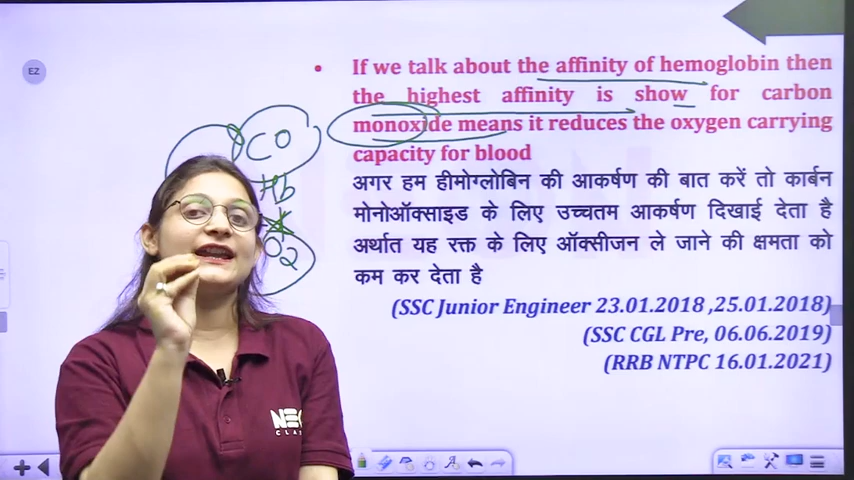 EZ
• If we talk about the affinity of hemoglobin then
the highest affinity is show for carbon
monoxide means it reduces the oxygen carrying
capacity for blood
अगर हम हीमोग्लोबिन की आकर्षण की बात करें तो कार्बन
मोनोऑक्साइड के लिए उच्चतम आकर्षण दिखाई देता है
अर्थात यह रक्त के लिए ऑक्सीजन ले जाने की क्षमता को
कम कर देता है
(SSC Junior Engineer 23.01.2018 ,25.01.2018)
(SSC CGL Pre, 06.06.2019)
(RRB NTPC 16.01.2021)
CO
Hb
O2